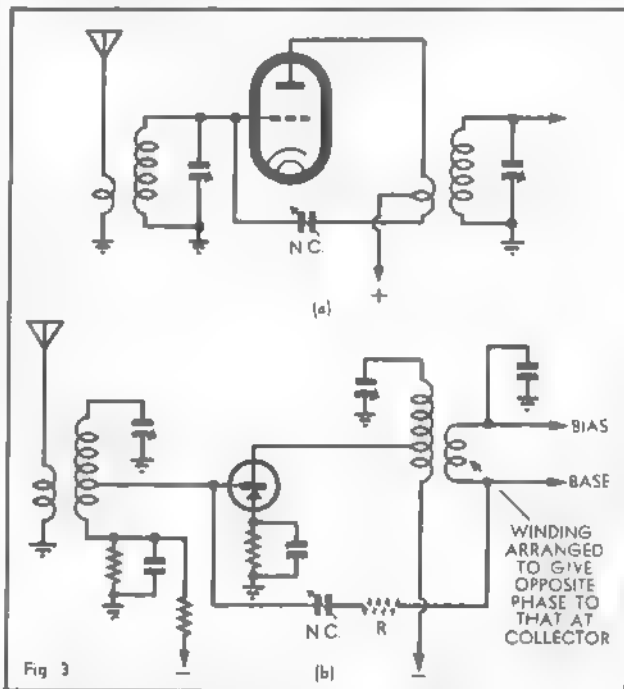 N.C.
+
(a)
BIAS
BASE
WINDING
ARRANGED
TO GIVE
OPPOSITE
PHASE TO
THAT AT
COLLECTOR
N.C.
R
−
−
Fig 3
(b)